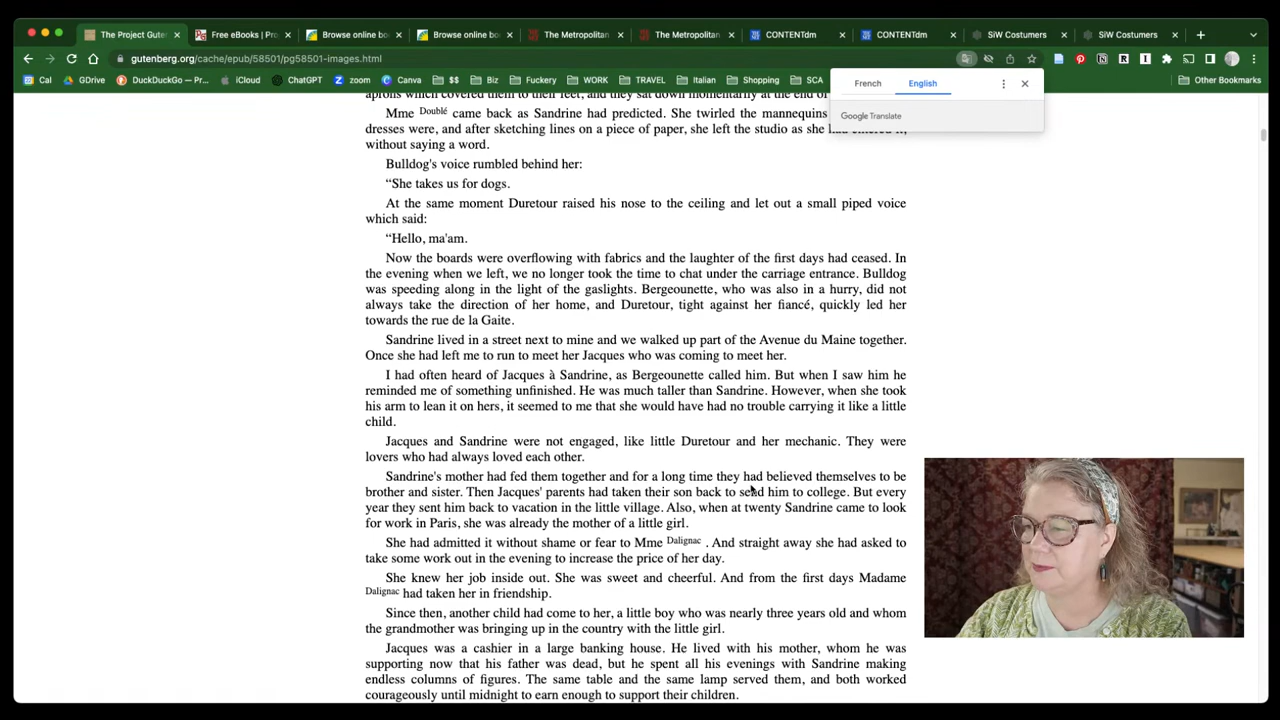 The Project Guter
Free eBooks | Pro
Browse online bo
Browse online bo
The Metropolitan
The Metropolitan
CONTENTdm
CONTENTdm
SiW Costumers
SiW Costumers
gutenberg.org/cache/epub/58501/pg58501-images.html
Cal GDrive DuckDuckGo — Pr... iCloud ChatGPT zoom Canva $$ Biz Fuckery WORK TRAVEL Italian Shopping SCA Other Bookmarks
French English
Google Translate
aprons which covered them to their feet, and they sat down momentarily at the end of
Mme Doublé came back as Sandrine had predicted. She twirled the mannequins
dresses were, and after sketching lines on a piece of paper, she left the studio as she had entered it,
without saying a word.
Bulldog's voice rumbled behind her:
“She takes us for dogs.
At the same moment Duretour raised his nose to the ceiling and let out a small piped voice
which said:
“Hello, ma'am.
Now the boards were overflowing with fabrics and the laughter of the first days had ceased. In
the evening when we left, we no longer took the time to chat under the carriage entrance. Bulldog
was speeding along in the light of the gaslights. Bergeounette, who was also in a hurry, did not
always take the direction of her home, and Duretour, tight against her fiancé, quickly led her
towards the rue de la Gaite.
Sandrine lived in a street next to mine and we walked up part of the Avenue du Maine together.
Once she had left me to run to meet her Jacques who was coming to meet her.
I had often heard of Jacques à Sandrine, as Bergeounette called him. But when I saw him he
reminded me of something unfinished. He was much taller than Sandrine. However, when she took
his arm to lean it on hers, it seemed to me that she would have had no trouble carrying it like a little
child.
Jacques and Sandrine were not engaged, like little Duretour and her mechanic. They were
lovers who had always loved each other.
Sandrine's mother had fed them together and for a long time they had believed themselves to be
brother and sister. Then Jacques' parents had taken their son back to send him to college. But every
year they sent him back to vacation in the little village. Also, when at twenty Sandrine came to look
for work in Paris, she was already the mother of a little girl.
She had admitted it without shame or fear to Mme Dalignac . And straight away she had asked to
take some work out in the evening to increase the price of her day.
She knew her job inside out. She was sweet and cheerful. And from the first days Madame
Dalignac had taken her in friendship.
Since then, another child had come to her, a little boy who was nearly three years old and whom
the grandmother was bringing up in the country with the little girl.
Jacques was a cashier in a large banking house. He lived with his mother, whom he was
supporting now that his father was dead, but he spent all his evenings with Sandrine making
endless columns of figures. The same table and the same lamp served them, and both worked
courageously until midnight to earn enough to support their children.